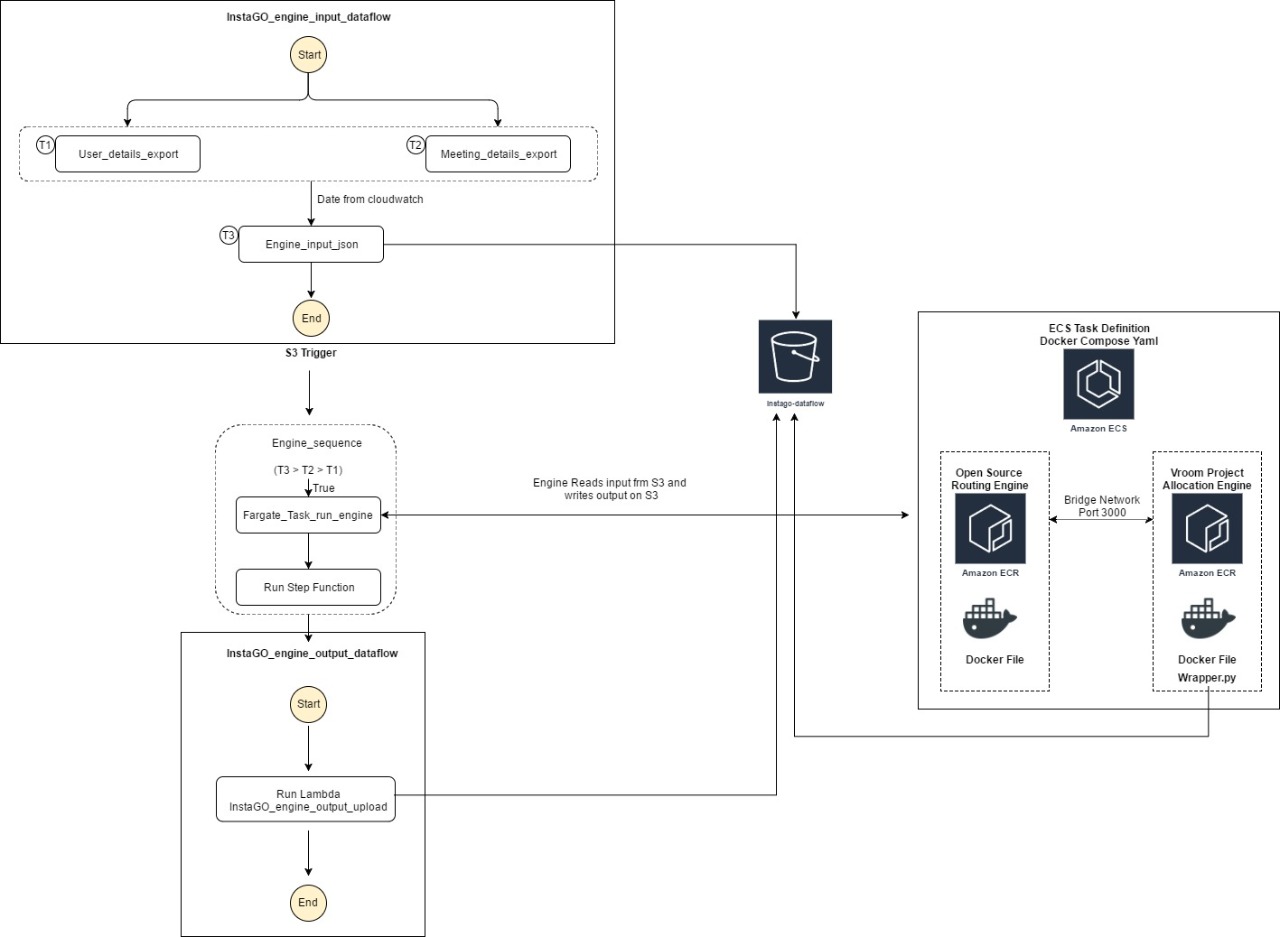 InstaGO_engine_input_dataflow
Start
T1
User_details_export
T2
Meeting_details_export
Date from cloudwatch
T3
Engine_input_json
End
S3 Trigger
instago-dataflow
Engine_sequence
(T3 > T2 > T1)
True
Fargate_Task_run_engine
Run Step Function
Engine Reads input frm S3 and
writes output on S3
ECS Task Definition
Docker Compose Yaml
Amazon ECS
Open Source
Routing Engine
Amazon ECR
Docker File
Bridge Network
Port 3000
Vroom Project
Allocation Engine
Amazon ECR
Docker File
Wrapper.py
InstaGO_engine_output_dataflow
Start
Run Lambda
InstaGO_engine_output_upload
End